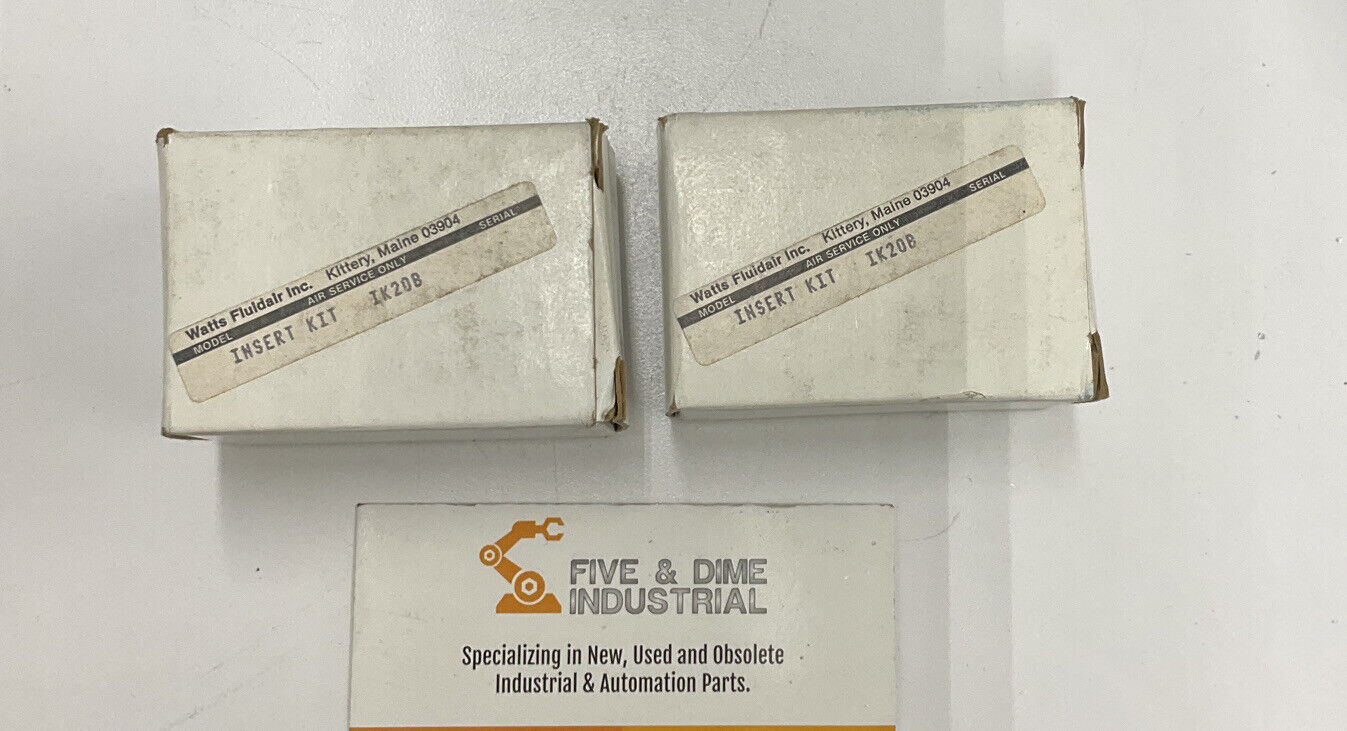 Watts Fluidair Inc. Kittery, Maine 03904
MODEL AIR SERVICE ONLY SERIAL
INSERT KIT IK20B
Watts Fluidair Inc. Kittery, Maine 03904
MODEL AIR SERVICE ONLY SERIAL
INSERT KIT IK20B
FIVE & DIME
INDUSTRIAL
Specializing in New, Used and Obsolete
Industrial & Automation Parts.